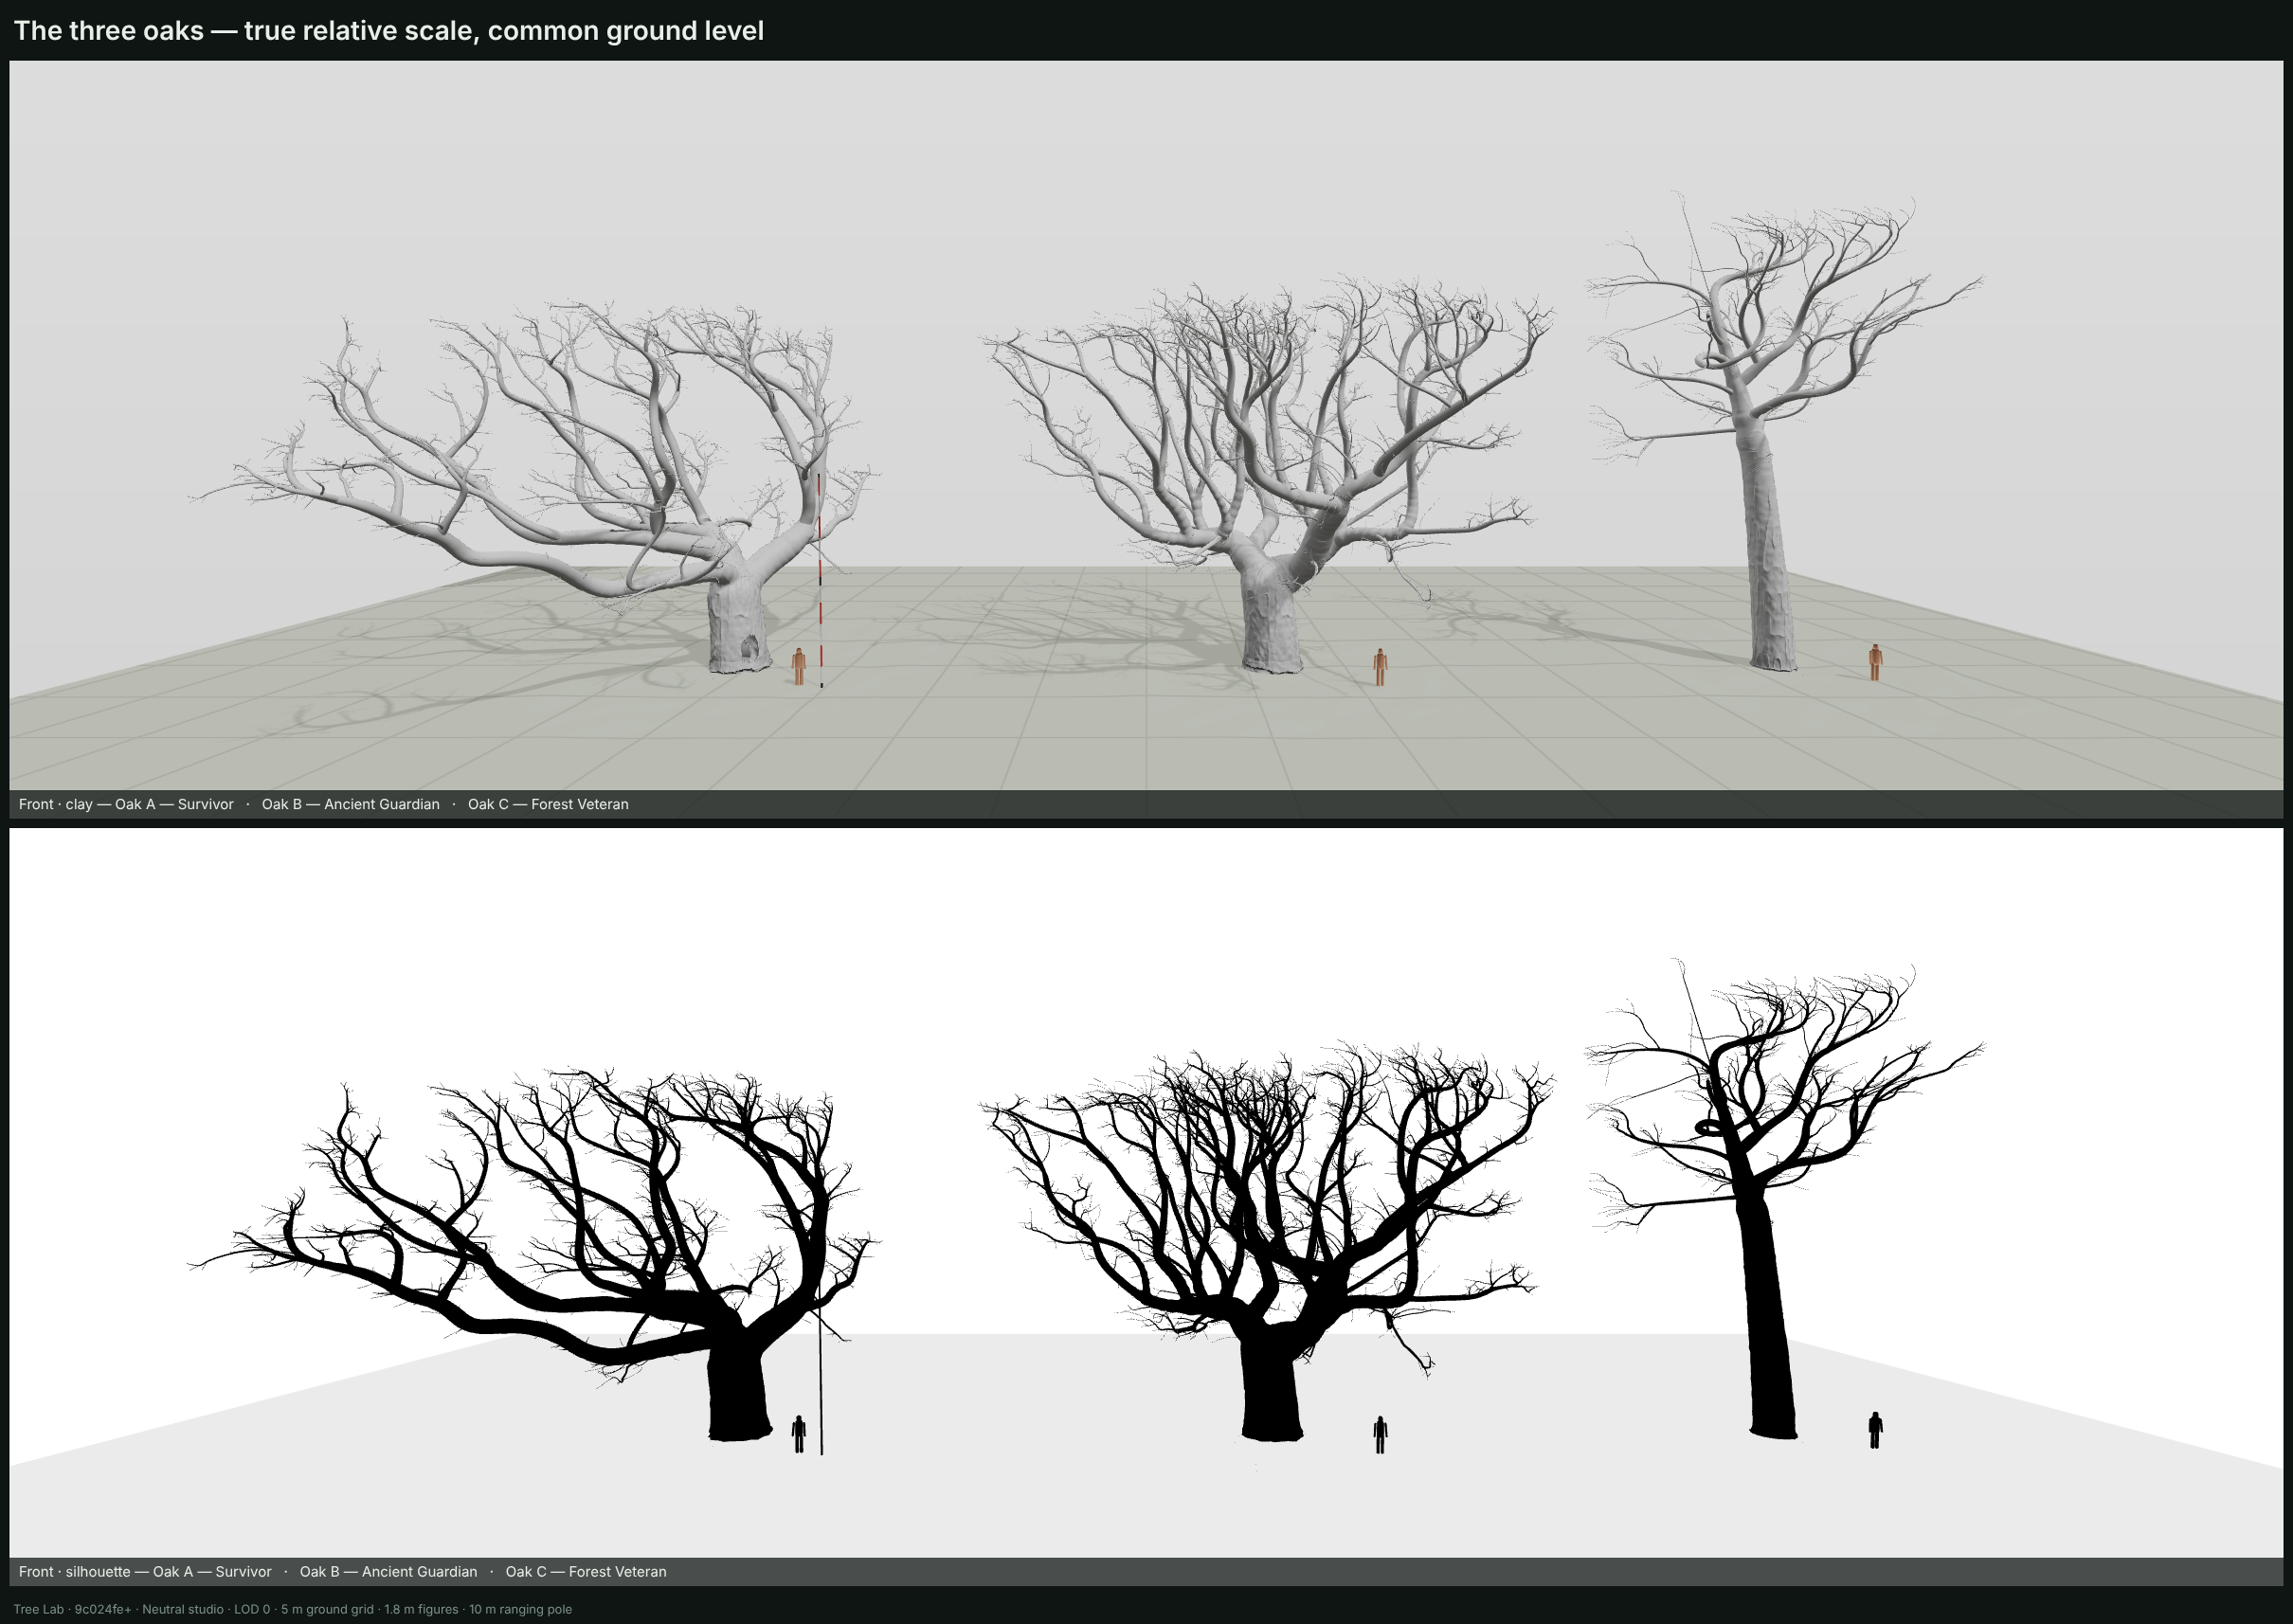 The three oaks — true relative scale, common ground level
Front · clay — Oak A — Survivor · Oak B — Ancient Guardian · Oak C — Forest Veteran
Front · silhouette — Oak A — Survivor · Oak B — Ancient Guardian · Oak C — Forest Veteran
Tree Lab · 9c024fe+ · Neutral studio · LOD 0 · 5 m ground grid · 1.8 m figures · 10 m ranging pole